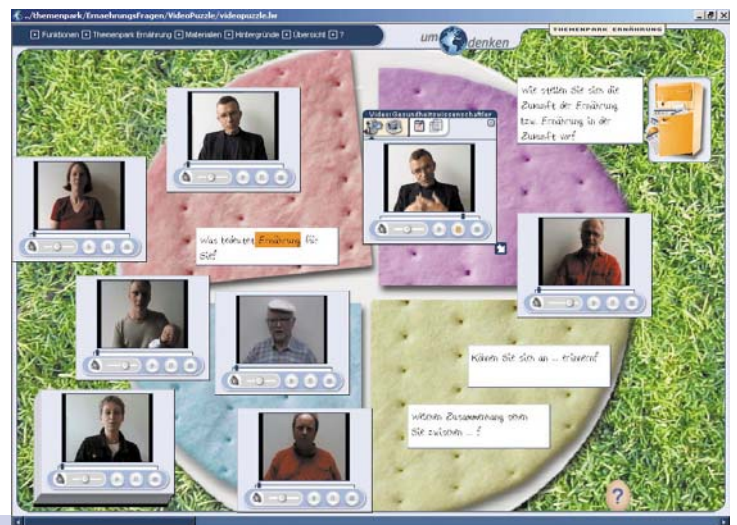 ../themenpark/ErnaehrungsFragen/VideoPuzzle/videopuzzle.lw
Funktionen Themenpark Ernährung Materialien Hintergründe Übersicht ?
um denken
THEMENPARK ERNÄHRUNG
Wie stellen Sie sich die
Zukunft der Ernährung
bzw. Ernährung in der
Zukunft vor?
Video:Gesundheitswissenschaftler
Was bedeutet Ernährung für
Sie?
Können Sie sich an ... erinnern?
Welchen Zusammenhang sehen
Sie zwischen ... ?
?